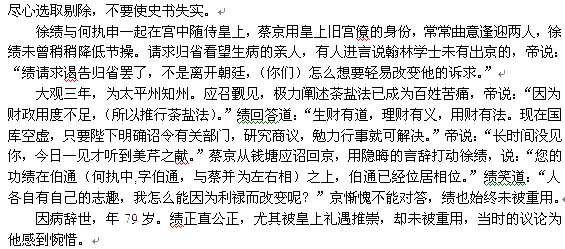 尽心选取剔除，不要使史书失实。
徐绩与何执中一起在宫中随侍皇上，蔡京用皇上旧宫僚的身份，常常曲意逢迎两人，徐
绩未曾稍稍降低节操。请求归省看望生病的亲人，有人进言说翰林学士未有出京的，帝说：
“绩请求谒告归省罢了，不是离开朝廷，（你们）怎么想要轻易改变他的诉求。”
大观三年，为太平州知州。应召觐见，极力阐述茶盐法已成为百姓苦痛，帝说：“因为
财政用度不足，（所以推行茶盐法）。”绩回答道：“生财有道，理财有义，用财有法。现在国
库空虚，只要陛下明确诏令有关部门，研究商议，勉力行事就可解决。”帝说：“长时间没见
你，今日一见才听到美芹之献。”蔡京从钱塘应诏回京，用隐晦的言辞打动徐绩，说：“您的
功绩在伯通（何执中,字伯通，与蔡并为左右相）之上，伯通已经位居相位。”绩笑道：“人
各自有自己的志趣，我怎么能因为利禄而改变呢？”京惭愧不能对答，绩也始终未被重用。
因病辞世，年 79 岁。绩正直公正，尤其被皇上礼遇推崇，却未被重用，当时的议论为
他感到惋惜。